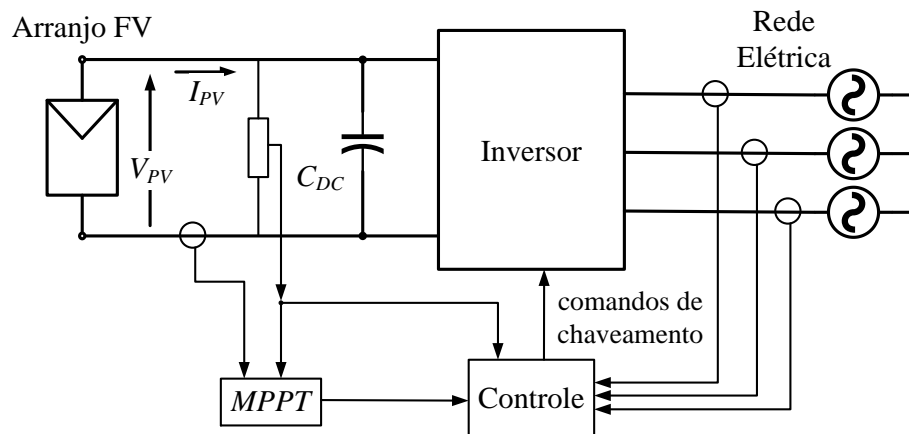 Arranjo FV
Rede
Elétrica
I_PV
V_PV
C_DC
Inversor
comandos de
chaveamento
MPPT
Controle